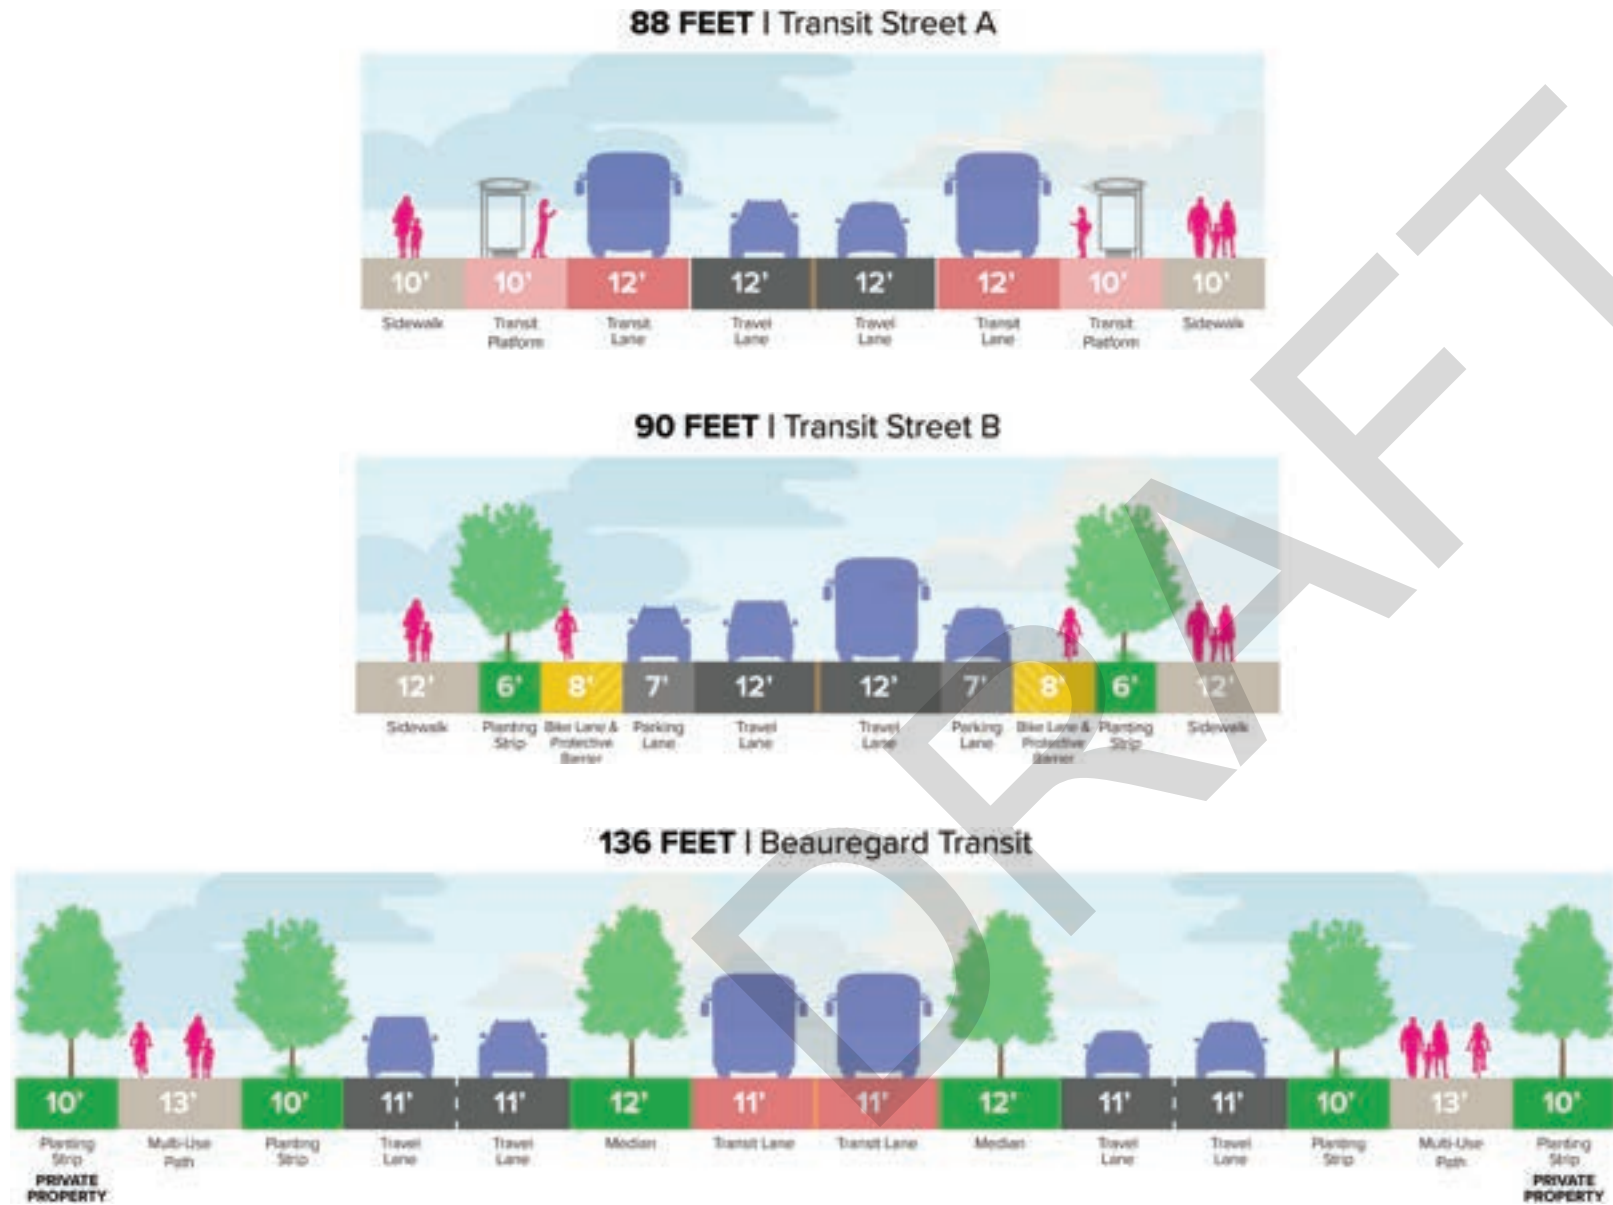 88 FEET | Transit Street A
10' 10' 12' 12' 12' 12' 10' 10'
Sidewalk Transit Platform Transit Lane Travel Lane Travel Lane Transit Lane Transit Platform Sidewalk
90 FEET | Transit Street B
12' 6' 8' 7' 12' 12' 7' 8' 6' 12'
Sidewalk Planting Strip Bike Lane & Protective Barrier Parking Lane Travel Lane Travel Lane Parking Lane Bike Lane & Protective Barrier Planting Strip Sidewalk
136 FEET | Beauregard Transit
10' 13' 10' 11' 11' 12' 11' 11' 12' 11' 11' 10' 13' 10'
Planting Strip Multi-Use Path Planting Strip Travel Lane Travel Lane Median Transit Lane Transit Lane Median Travel Lane Travel Lane Planting Strip Multi-Use Path Planting Strip
PRIVATE PROPERTY PRIVATE PROPERTY
DRAFT